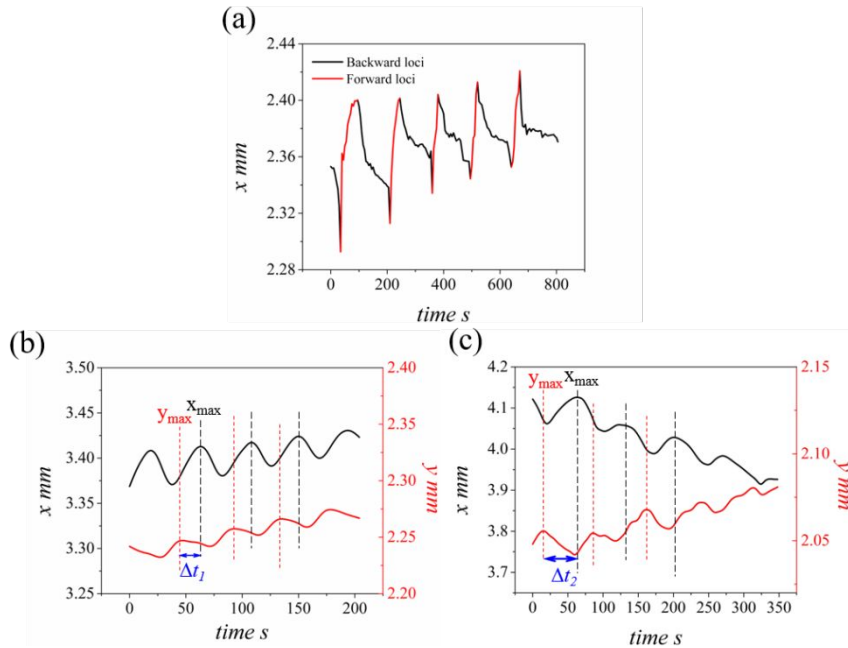 (a)
2.44
2.40
2.36
2.32
2.28
x mm
Backward loci
Forward loci
0 200 400 600 800
time s
(b)
3.50
3.45
3.40
3.35
3.30
3.25
x mm
2.40
2.35
2.30
2.25
2.20
y mm
ymax
xmax
Δt1
0 50 100 150 200
time s
(c)
4.2
4.1
4.0
3.9
3.8
3.7
x mm
2.15
2.10
2.05
2.00
y mm
ymax
xmax
Δt2
0 50 100 150 200 250 300 350
time s